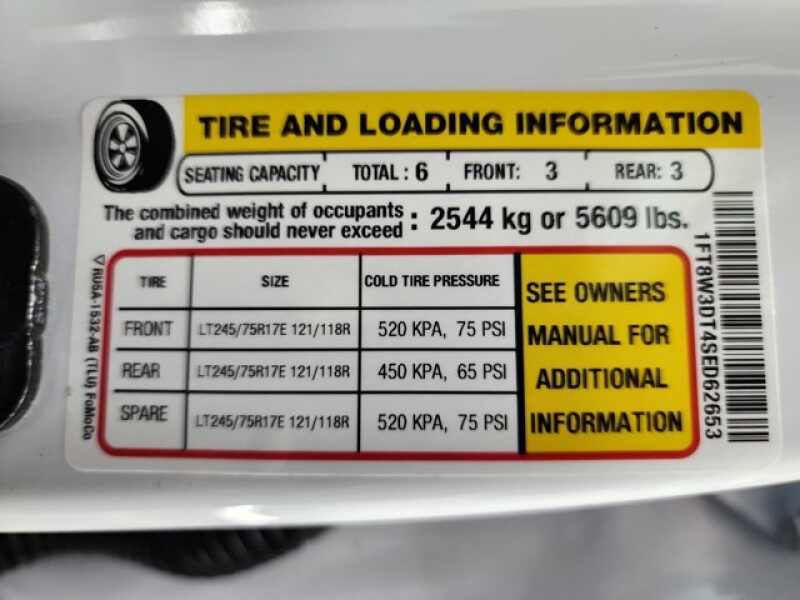 TIRE AND LOADING INFORMATION
SEATING CAPACITY TOTAL : 6 FRONT: 3 REAR: 3
The combined weight of occupants
and cargo should never exceed : 2544 kg or 5609 lbs.
TIRE SIZE COLD TIRE PRESSURE
FRONT LT245/75R17E 121/118R 520 KPA, 75 PSI
REAR LT245/75R17E 121/118R 450 KPA, 65 PSI
SPARE LT245/75R17E 121/118R 520 KPA, 75 PSI
SEE OWNERS
MANUAL FOR
ADDITIONAL
INFORMATION
▽RU5A-1532-AB (TLU) FoMoCo
1FT8W3DT4SED62653